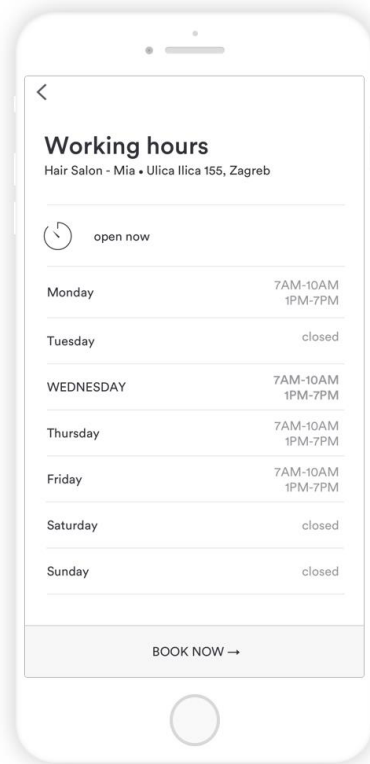 Working hours
Hair Salon - Mia • Ulica Ilica 155, Zagreb
open now
Monday 7AM-10AM
1PM-7PM
Tuesday closed
WEDNESDAY 7AM-10AM
1PM-7PM
Thursday 7AM-10AM
1PM-7PM
Friday 7AM-10AM
1PM-7PM
Saturday closed
Sunday closed
BOOK NOW →